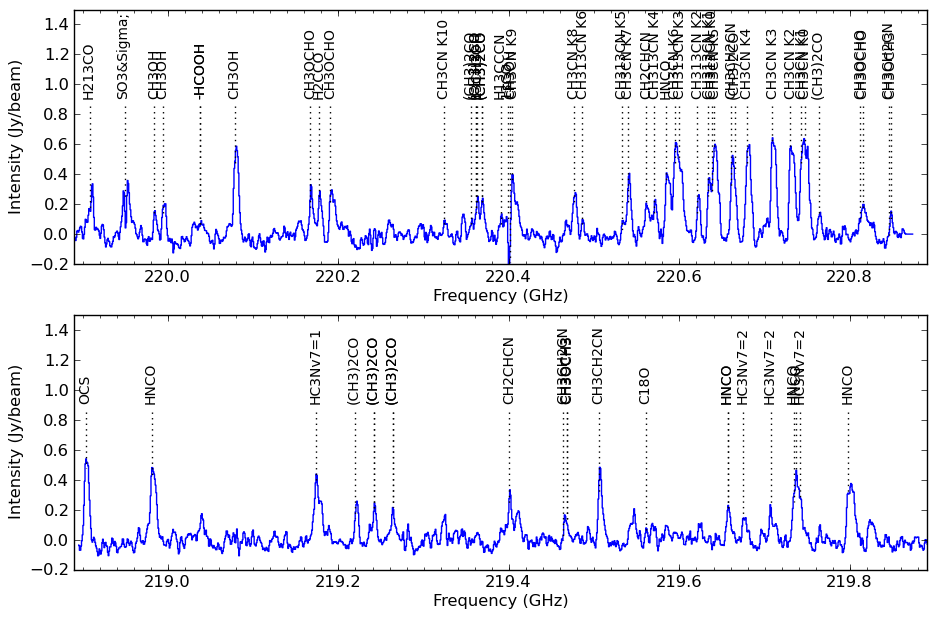 1.4
1.2
1.0
0.8
0.6
0.4
0.2
0.0
−0.2
Intensity (Jy/beam)
H213CO
SO3&Sigma;
CH3OH
CH3OH
t-HCOOH
CH3OH
CH3OCHO
H2CCO
CH3OCHO
CH3CN K10
(CH3)2CO
H13CCCN
CH3CN K9
CH3CN K8
CH313CN K6
CH313CN K5
CH3CN K7
CH2CHCN
CH313CN K4
HNCO
CH3CN K6
CH313CN K3
CH313CN K2
CH3CN K5
CH3CH2CN
(CH3)2CO
CH3CN K4
CH3CN K3
CH3CN K2
CH3CN K1
(CH3)2CO
CH3OCHO
CH3CH2CN
220.0
220.2
220.4
220.6
220.8
Frequency (GHz)
1.4
1.2
1.0
0.8
0.6
0.4
0.2
0.0
−0.2
Intensity (Jy/beam)
OCS
HNCO
HC3Nv7=1
(CH3)2CO
(CH3)2CO
(CH3)2CO
CH2CHCN
CH3CH2CN
CH3OCH3
CH3CH2CN
C18O
HNCO
HC3Nv7=2
HC3Nv7=2
HNCO
HC3Nv7=2
HNCO
219.0
219.2
219.4
219.6
219.8
Frequency (GHz)